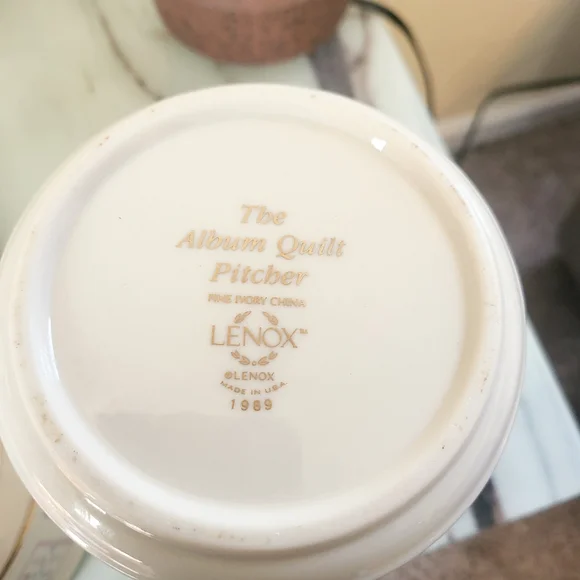 The
Album Quilt
Pitcher
FINE IVORY CHINA
LENOX™
©LENOX
MADE IN U.S.A.
1989